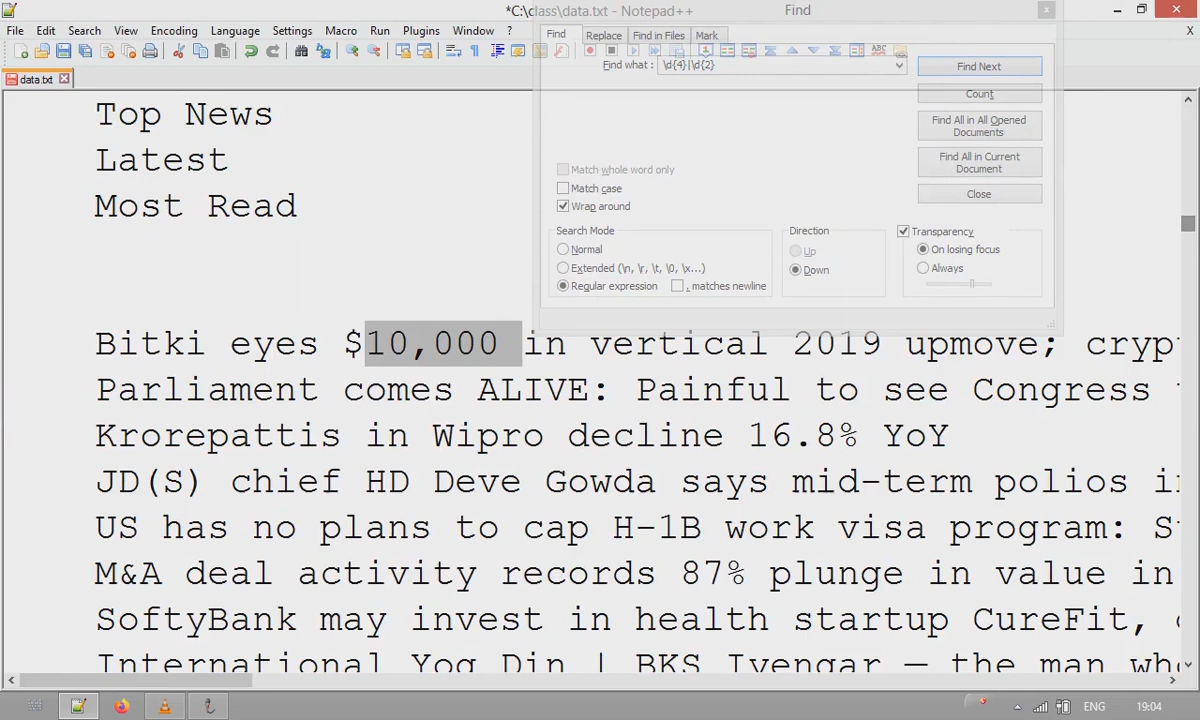 *C:\class\data.txt - Notepad++
Find
File Edit Search View Encoding Language Settings Macro Run Plugins Window ? X
Find Replace Find in Files Mark
data.txt
Find what : \d{4}|\d{2}
Find Next
Count
Find All in All Opened
Documents
Find All in Current
Document
Close
Match whole word only
Match case
Wrap around
Search Mode
Normal
Extended (\n, \r, \t, \0, \x...)
Regular expression
. matches newline
Direction
Up
Down
Transparency
On losing focus
Always
Top News
Latest
Most Read
Bitki eyes $10,000 in vertical 2019 upmove; cryp
Parliament comes ALIVE: Painful to see Congress
Krorepattis in Wipro decline 16.8% YoY
JD(S) chief HD Deve Gowda says mid-term polios i
US has no plans to cap H-1B work visa program: S
M&A deal activity records 87% plunge in value in
SoftyBank may invest in health startup CureFit,
International Yog Din | BKS Iyengar — the man wh
ENG 19:04